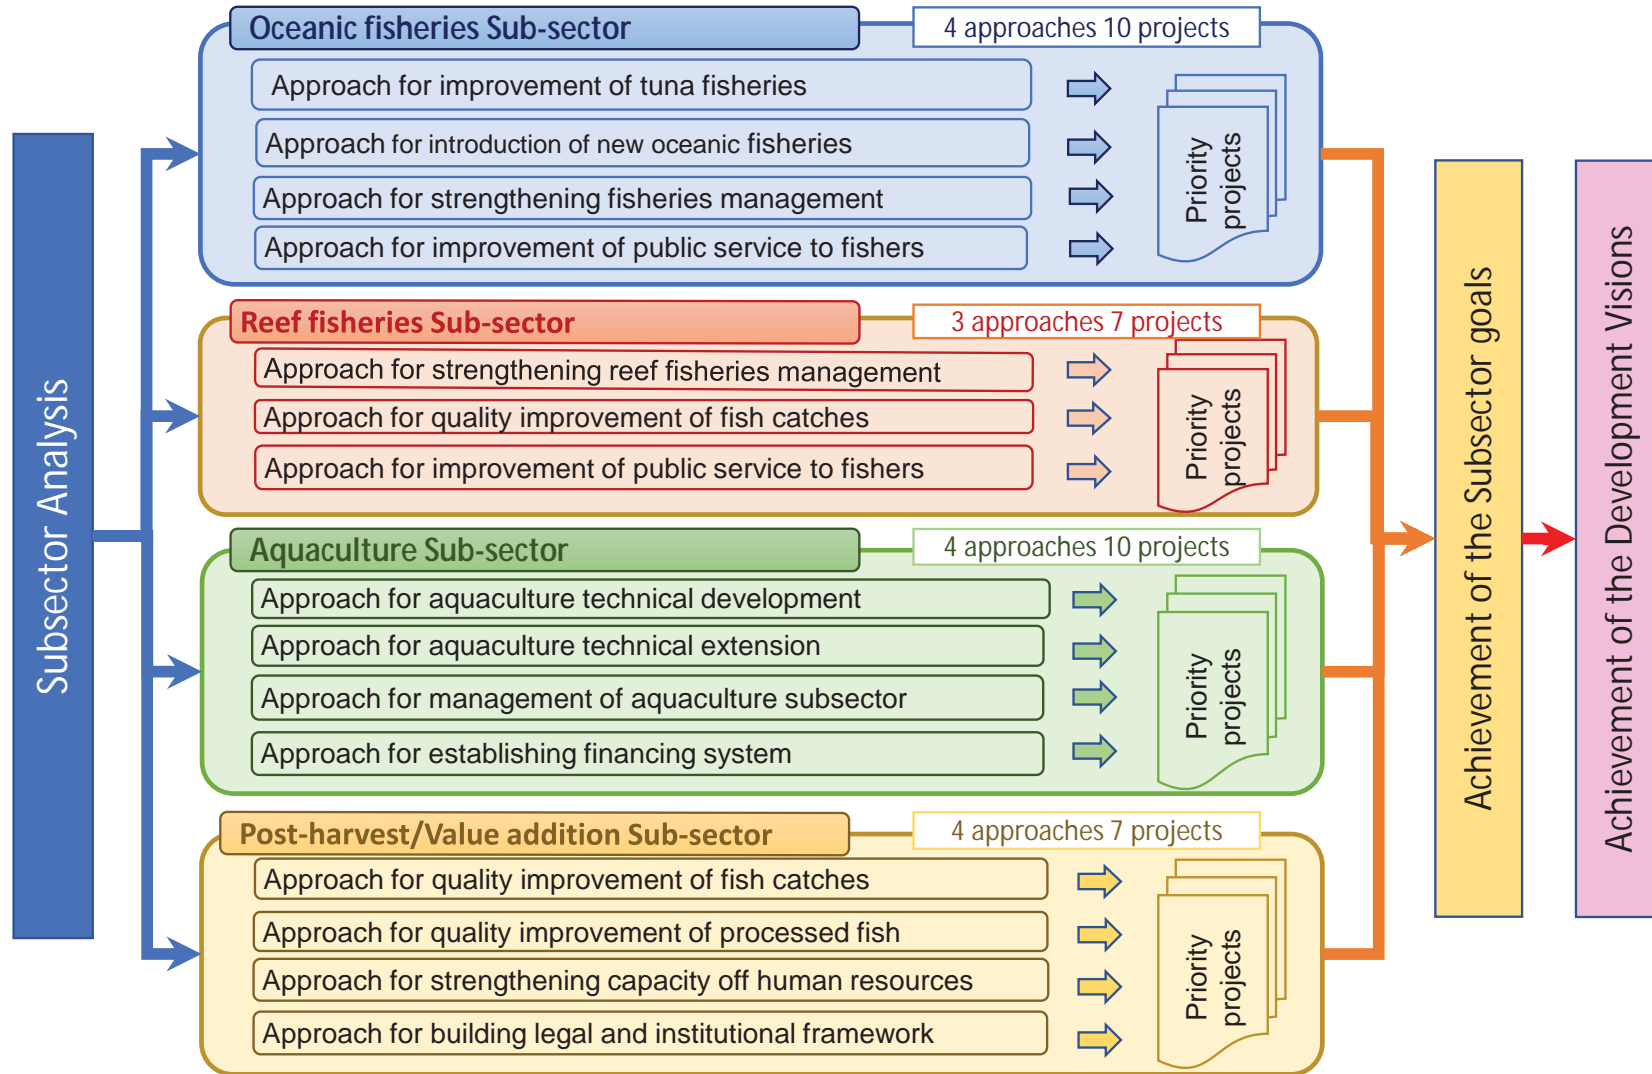 Subsector Analysis
Oceanic fisheries Sub-sector
4 approaches 10 projects
Approach for improvement of tuna fisheries
Approach for introduction of new oceanic fisheries
Approach for strengthening fisheries management
Approach for improvement of public service to fishers
Priority
projects
Reef fisheries Sub-sector
3 approaches 7 projects
Approach for strengthening reef fisheries management
Approach for quality improvement of fish catches
Approach for improvement of public service to fishers
Priority
projects
Aquaculture Sub-sector
4 approaches 10 projects
Approach for aquaculture technical development
Approach for aquaculture technical extension
Approach for management of aquaculture subsector
Approach for establishing financing system
Priority
projects
Post-harvest/Value addition Sub-sector
4 approaches 7 projects
Approach for quality improvement of fish catches
Approach for quality improvement of processed fish
Approach for strengthening capacity off human resources
Approach for building legal and institutional framework
Priority
projects
Achievement of the Subsector goals
Achievement of the Development Visions